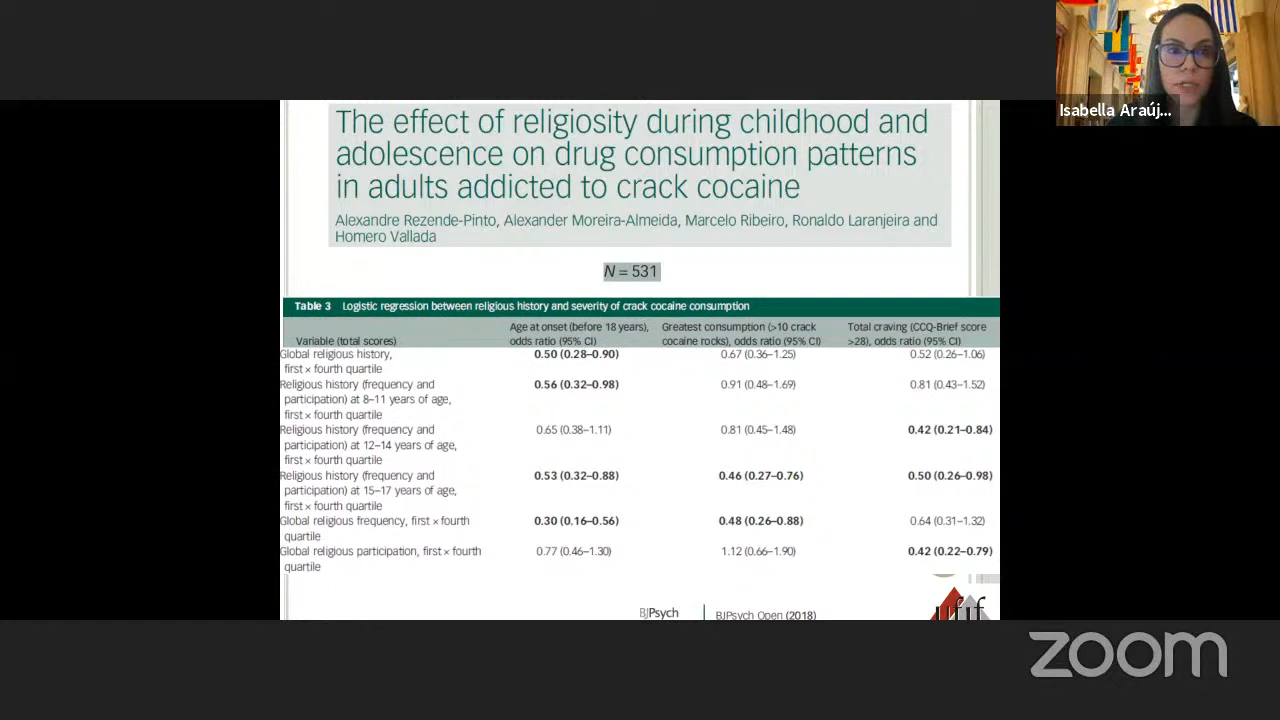 Isabella Araúj...
The effect of religiosity during childhood and
adolescence on drug consumption patterns
in adults addicted to crack cocaine
Alexandre Rezende-Pinto, Alexander Moreira-Almeida, Marcelo Ribeiro, Ronaldo Laranjeira and
Homero Vallada
N = 531
Table 3 Logistic regression between religious history and severity of crack cocaine consumption
Variable (total scores) Age at onset (before 18 years), odds ratio (95% CI) Greatest consumption (>10 crack cocaine rocks), odds ratio (95% CI) Total craving (CCQ-Brief score >28), odds ratio (95% CI)
Global religious history, 0.50 (0.28–0.90) 0.67 (0.36–1.25) 0.52 (0.26–1.06)
first × fourth quartile
Religious history (frequency and 0.56 (0.32–0.98) 0.91 (0.48–1.69) 0.81 (0.43–1.52)
participation) at 8–11 years of age,
first × fourth quartile
Religious history (frequency and 0.65 (0.38–1.11) 0.81 (0.45–1.48) 0.42 (0.21–0.84)
participation) at 12–14 years of age,
first × fourth quartile
Religious history (frequency and 0.53 (0.32–0.88) 0.46 (0.27–0.76) 0.50 (0.26–0.98)
participation) at 15–17 years of age,
first × fourth quartile
Global religious frequency, first × fourth 0.30 (0.16–0.56) 0.48 (0.26–0.88) 0.64 (0.31–1.32)
quartile
Global religious participation, first × fourth 0.77 (0.46–1.30) 1.12 (0.66–1.90) 0.42 (0.22–0.79)
quartile
BJPsych BJPsych Open (2018)
ufjf
zoom